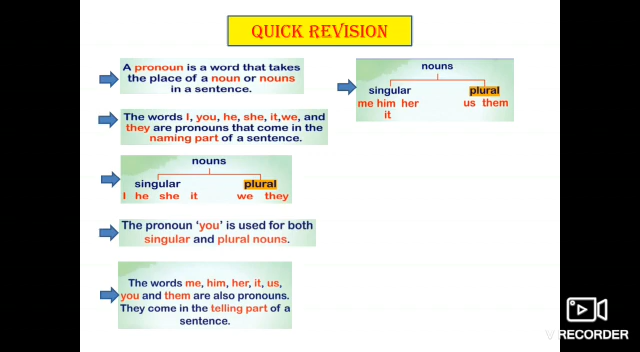 QUICK REVISION
A pronoun is a word that takes
the place of a noun or nouns
in a sentence.
The words I, you, he, she, it,we, and
they are pronouns that come in the
naming part of a sentence.
nouns
singular plural
I he she it we they
The pronoun ‘you’ is used for both
singular and plural nouns.
The words me, him, her, it, us,
you and them are also pronouns.
They come in the telling part of a
sentence.
nouns
singular plural
me him her us them
it
V RECORDER